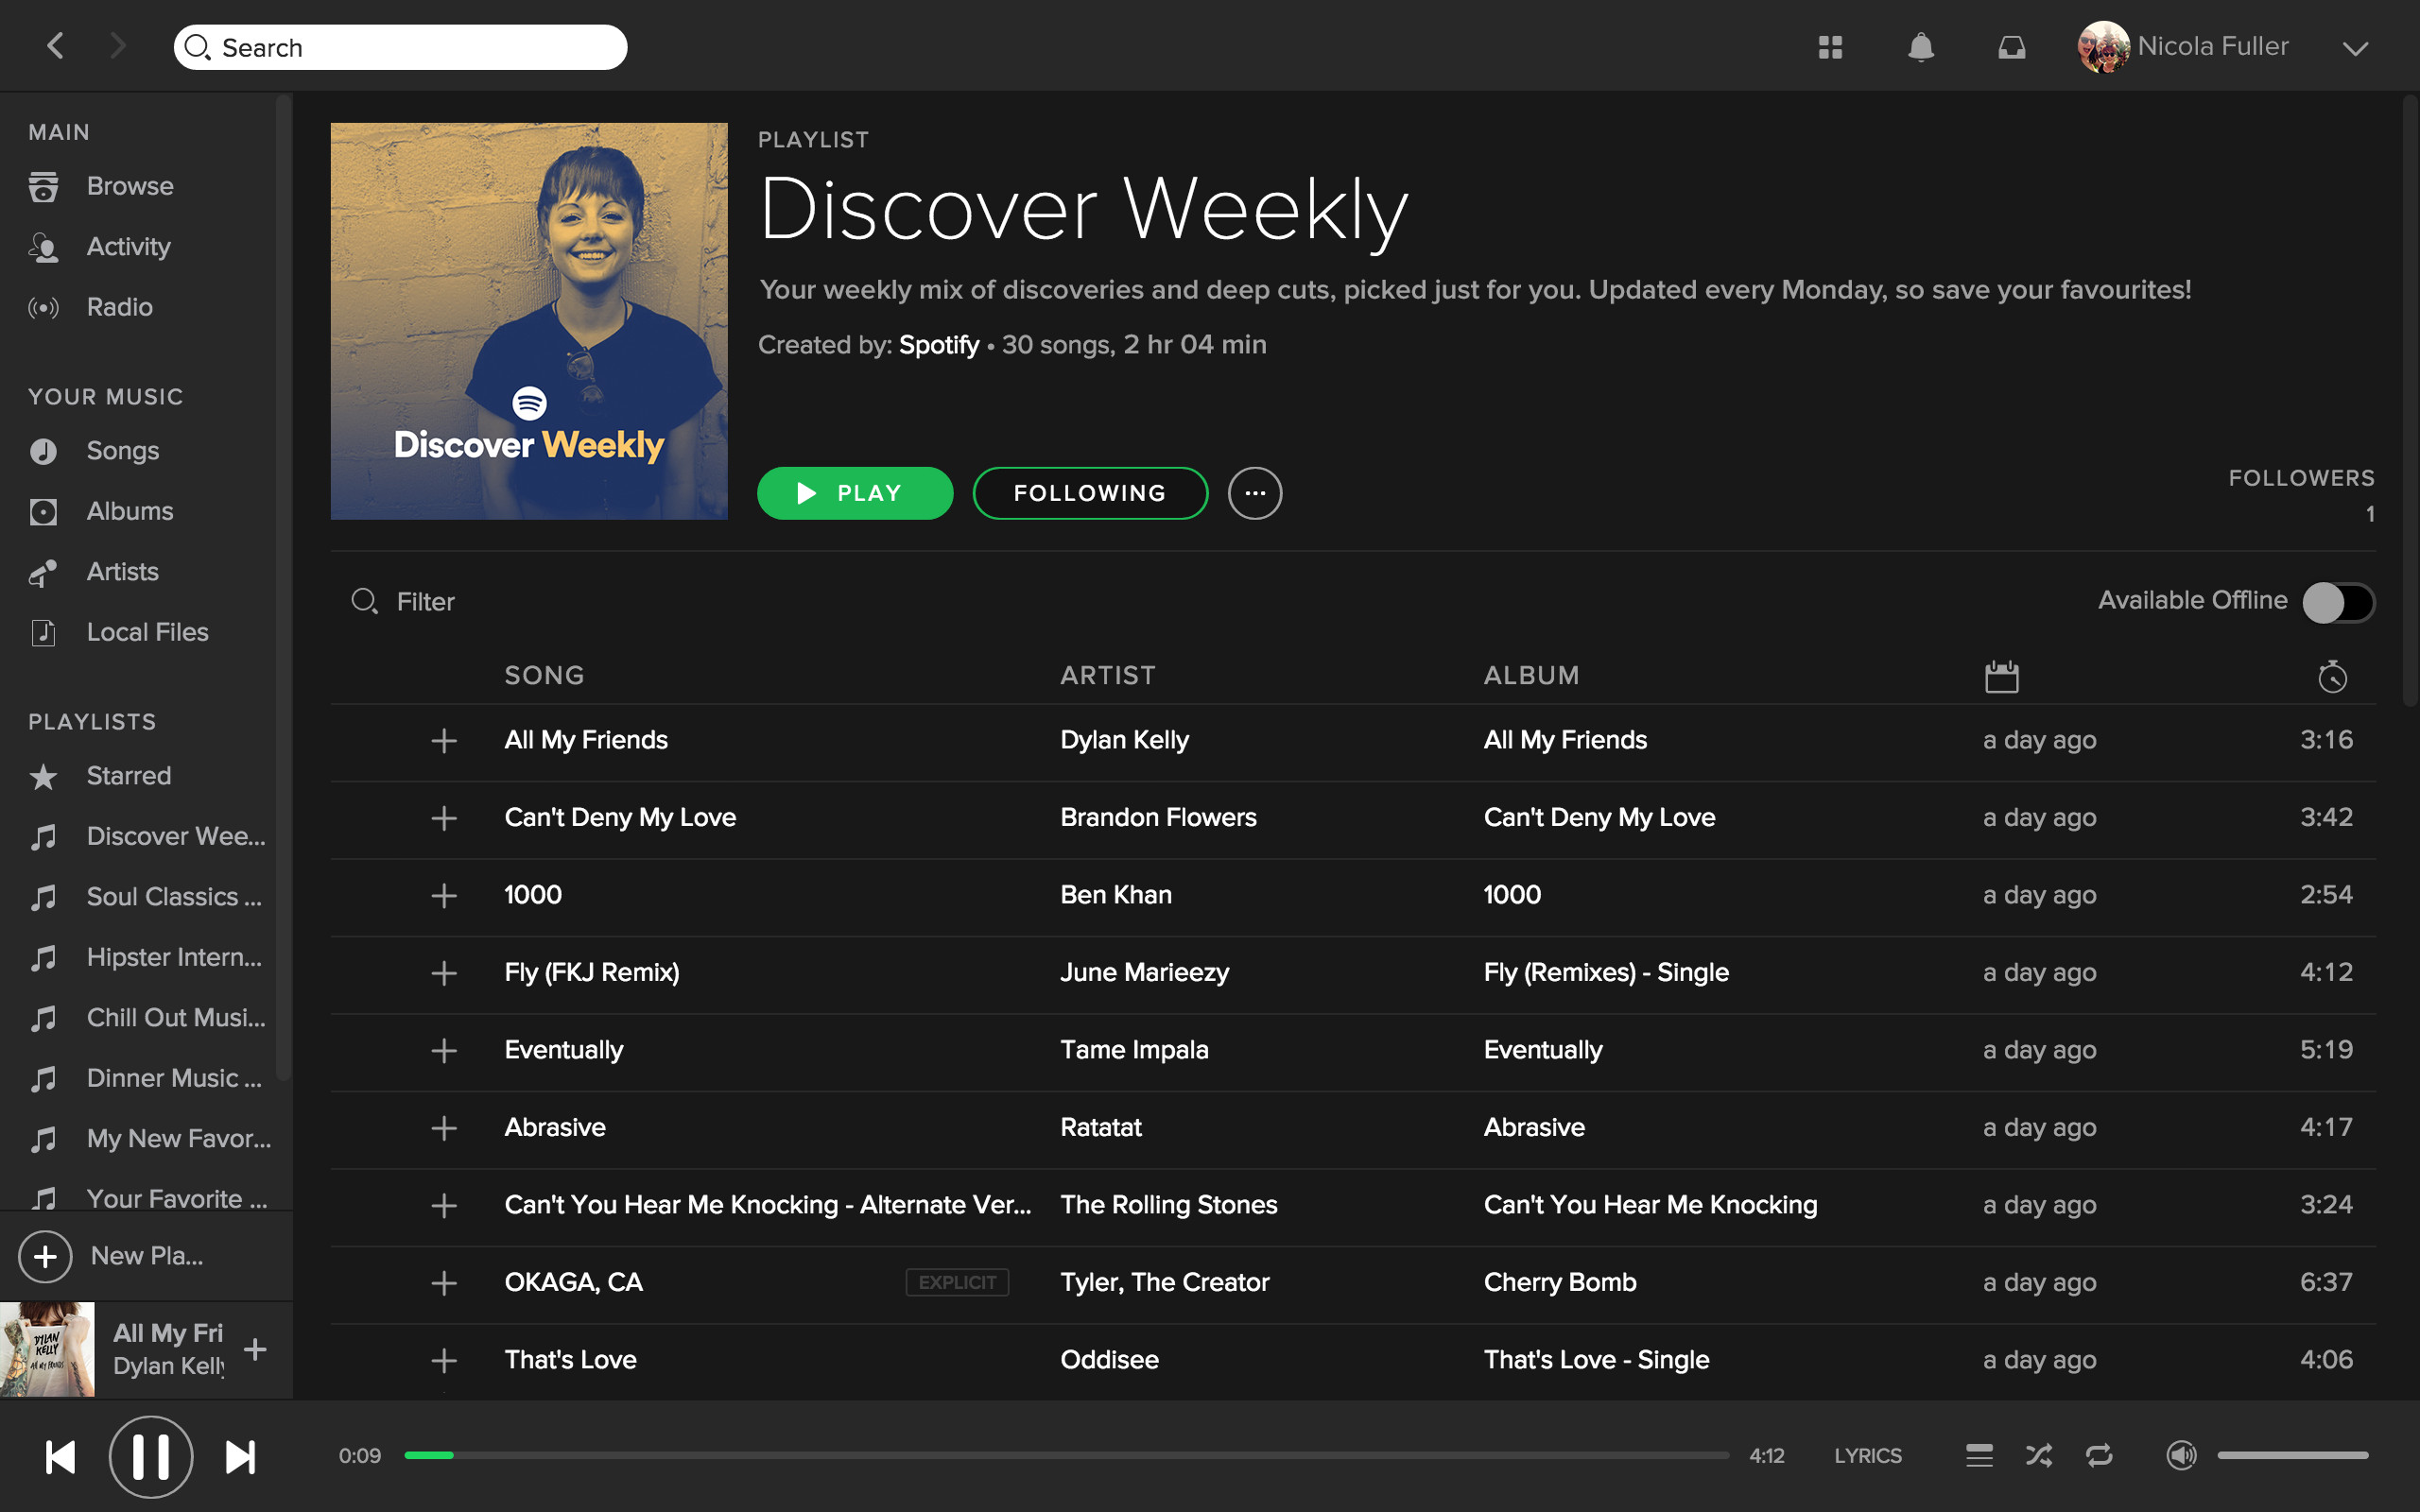 Search
Nicola Fuller
MAIN
Browse
Activity
Radio
YOUR MUSIC
Songs
Albums
Artists
Local Files
PLAYLISTS
Starred
Discover Wee...
Soul Classics ...
Hipster Intern...
Chill Out Musi...
Dinner Music ...
My New Favor...
Your Favorite ...
New Pla...
All My Fri
Dylan Kelly
DYLAN
KELLY
All My FRIENDS
Discover Weekly
PLAYLIST
Discover Weekly
Your weekly mix of discoveries and deep cuts, picked just for you. Updated every Monday, so save your favourites!
Created by: Spotify • 30 songs, 2 hr 04 min
PLAY FOLLOWING
FOLLOWERS
1
Filter
Available Offline
SONG ARTIST ALBUM
All My Friends Dylan Kelly All My Friends a day ago 3:16
Can't Deny My Love Brandon Flowers Can't Deny My Love a day ago 3:42
1000 Ben Khan 1000 a day ago 2:54
Fly (FKJ Remix) June Marieezy Fly (Remixes) - Single a day ago 4:12
Eventually Tame Impala Eventually a day ago 5:19
Abrasive Ratatat Abrasive a day ago 4:17
Can't You Hear Me Knocking - Alternate Ver... The Rolling Stones Can't You Hear Me Knocking a day ago 3:24
OKAGA, CA EXPLICIT Tyler, The Creator Cherry Bomb a day ago 6:37
That's Love Oddisee That's Love - Single a day ago 4:06
0:09 4:12 LYRICS